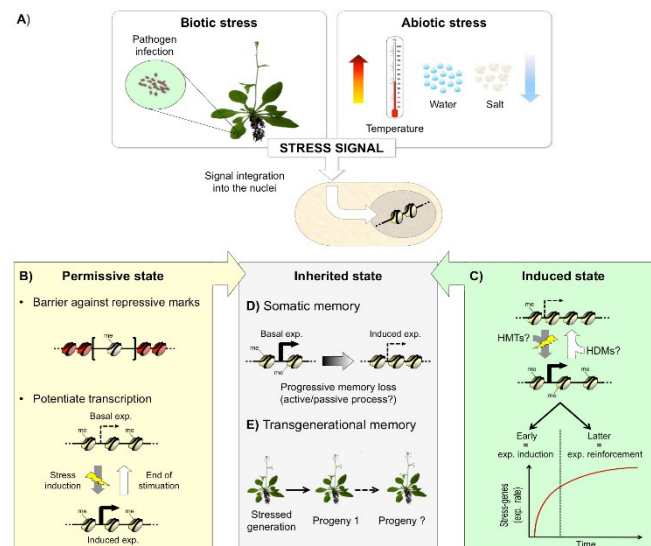 A)
Biotic stress
Pathogen
infection
Abiotic stress
Temperature
Water
Salt
STRESS SIGNAL
Signal integration
into the nuclei
B)
Permissive state
• Barrier against repressive marks
me
• Potentiate transcription
Basal exp.
me
me
Stress
induction
End of
stimuation
me
me
Induced exp.
Inherited state
D) Somatic memory
Basal exp.
Induced exp.
me
me
Progressive memory loss
(active/passive process?)
E) Transgenerational memory
Stressed
generation
Progeny 1
Progeny ?
C)
Induced state
HMTs?
HDMs?
me
me
me
Early
=
exp. induction
Latter
=
exp. reinforcement
Stress-genes
(exp. rate)
Time